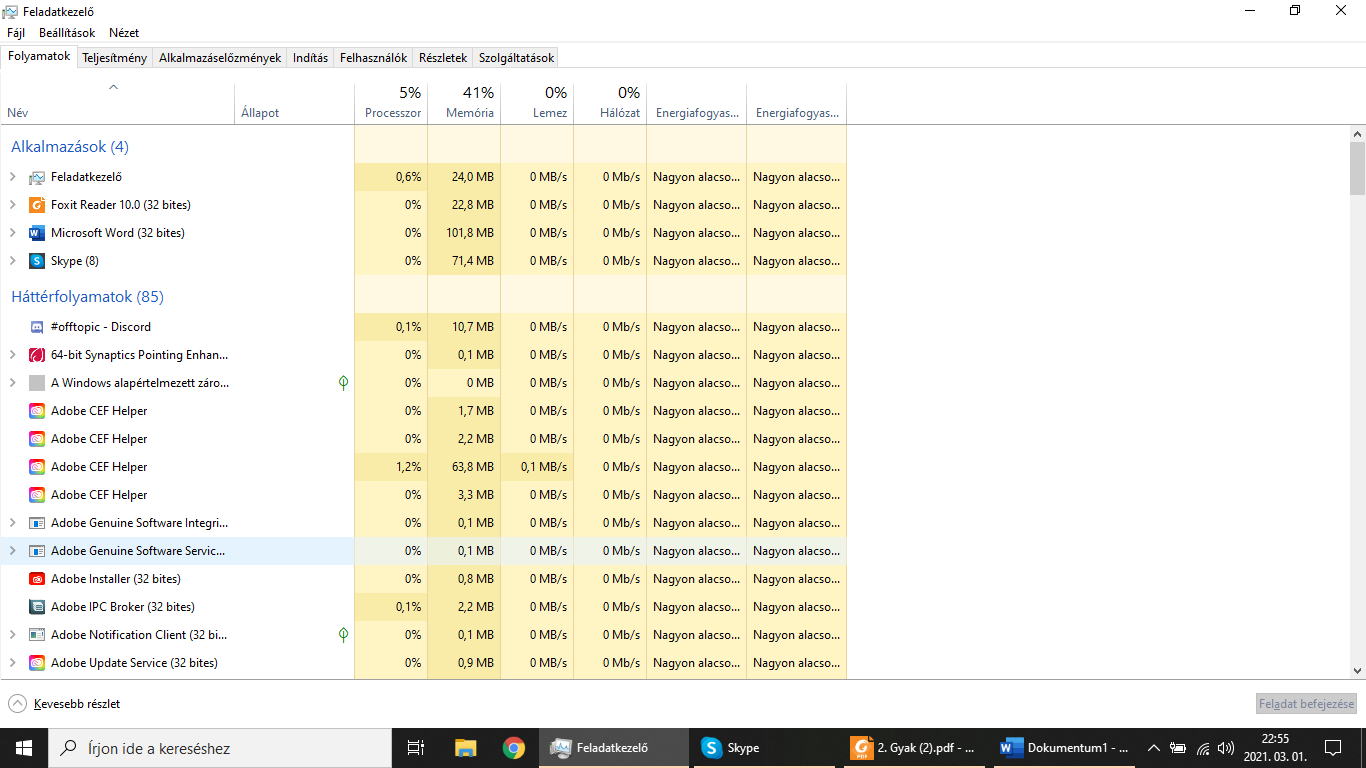 Feladatkezelő
Fájl Beállítások Nézet
Folyamatok Teljesítmény Alkalmazáselőzmények Indítás Felhasználók Részletek Szolgáltatások
5% 41% 0% 0%
Név Állapot Processzor Memória Lemez Hálózat Energiafogyas... Energiafogyas...
Alkalmazások (4)
Feladatkezelő 0,6% 24,0 MB 0 MB/s 0 Mb/s Nagyon alacso... Nagyon alacso...
Foxit Reader 10.0 (32 bites) 0% 22,8 MB 0 MB/s 0 Mb/s Nagyon alacso... Nagyon alacso...
Microsoft Word (32 bites) 0% 101,8 MB 0 MB/s 0 Mb/s Nagyon alacso... Nagyon alacso...
Skype (8) 0% 71,4 MB 0 MB/s 0 Mb/s Nagyon alacso... Nagyon alacso...
Háttérfolyamatok (85)
#offtopic - Discord 0,1% 10,7 MB 0 MB/s 0 Mb/s Nagyon alacso... Nagyon alacso...
64-bit Synaptics Pointing Enhan... 0% 0,1 MB 0 MB/s 0 Mb/s Nagyon alacso... Nagyon alacso...
A Windows alapértelmezett záro... 0% 0 MB 0 MB/s 0 Mb/s Nagyon alacso... Nagyon alacso...
Adobe CEF Helper 0% 1,7 MB 0 MB/s 0 Mb/s Nagyon alacso... Nagyon alacso...
Adobe CEF Helper 0% 2,2 MB 0 MB/s 0 Mb/s Nagyon alacso... Nagyon alacso...
Adobe CEF Helper 1,2% 63,8 MB 0,1 MB/s 0 Mb/s Nagyon alacso... Nagyon alacso...
Adobe CEF Helper 0% 3,3 MB 0 MB/s 0 Mb/s Nagyon alacso... Nagyon alacso...
Adobe Genuine Software Integri... 0% 0,1 MB 0 MB/s 0 Mb/s Nagyon alacso... Nagyon alacso...
Adobe Genuine Software Servic... 0% 0,1 MB 0 MB/s 0 Mb/s Nagyon alacso... Nagyon alacso...
Adobe Installer (32 bites) 0% 0,8 MB 0 MB/s 0 Mb/s Nagyon alacso... Nagyon alacso...
Adobe IPC Broker (32 bites) 0,1% 2,2 MB 0 MB/s 0 Mb/s Nagyon alacso... Nagyon alacso...
Adobe Notification Client (32 bi... 0% 0,1 MB 0 MB/s 0 Mb/s Nagyon alacso... Nagyon alacso...
Adobe Update Service (32 bites) 0% 0,9 MB 0 MB/s 0 Mb/s Nagyon alacso... Nagyon alacso...
Kevesebb részlet Feladat befejezése
Írjon ide a kereséshez Feladatkezelő Skype 2. Gyak (2).pdf - ... Dokumentum1 - ... 22:55
2021. 03. 01.